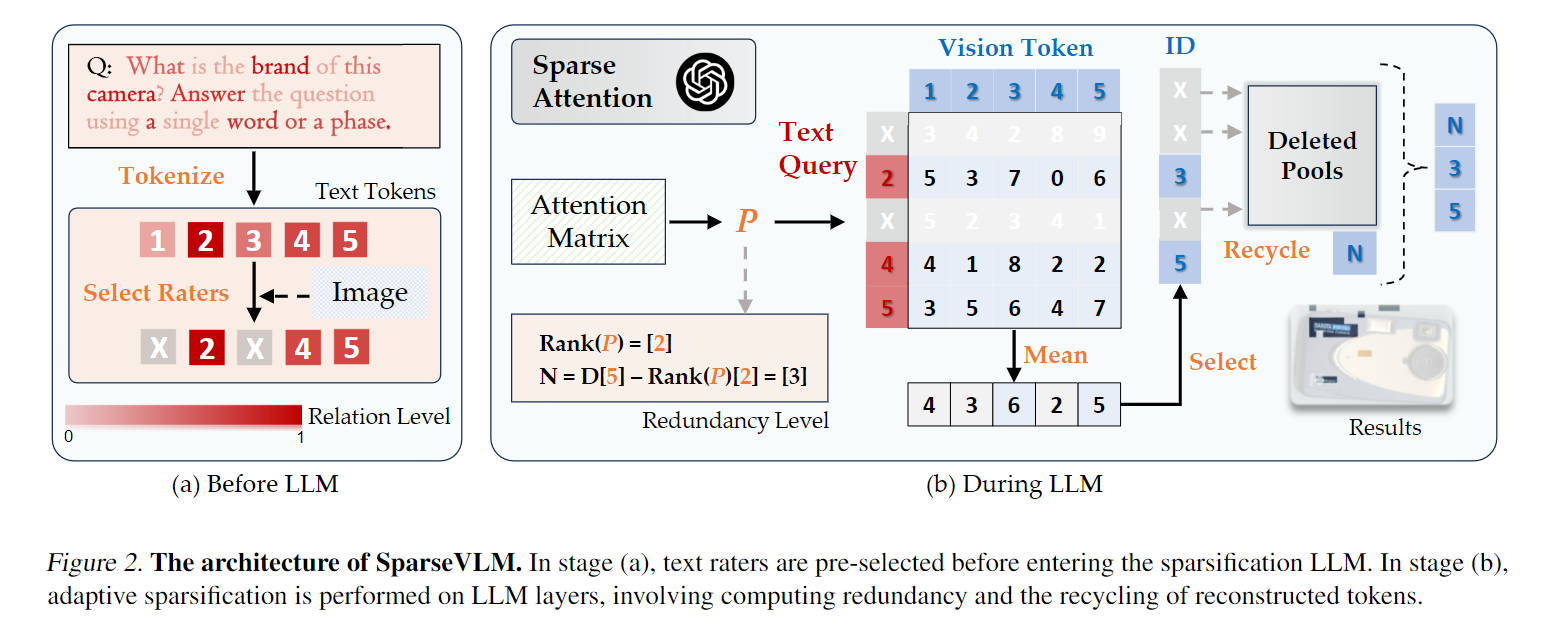 Q: What is the brand of this
camera? Answer the question
using a single word or a phase.
Tokenize
Text Tokens
1 2 3 4 5
Select Raters
Image
X 2 X 4 5
0 1
Relation Level
(a) Before LLM
Sparse
Attention
Attention
Matrix
P
Rank(P) = [2]
N = D[5] – Rank(P)[2] = [3]
Redundancy Level
Vision Token
1 2 3 4 5
Text
Query
X 3 4 2 8 9
2 5 3 7 0 6
X 5 2 3 4 1
4 4 1 8 2 2
5 3 5 6 4 7
Mean
4 3 6 2 5
Select
ID
X
X
3
X
5
Deleted
Pools
Recycle
N
N
3
5
Results
(b) During LLM
Figure 2. The architecture of SparseVLM. In stage (a), text raters are pre-selected before entering the sparsification LLM. In stage (b),
adaptive sparsification is performed on LLM layers, involving computing redundancy and the recycling of reconstructed tokens.